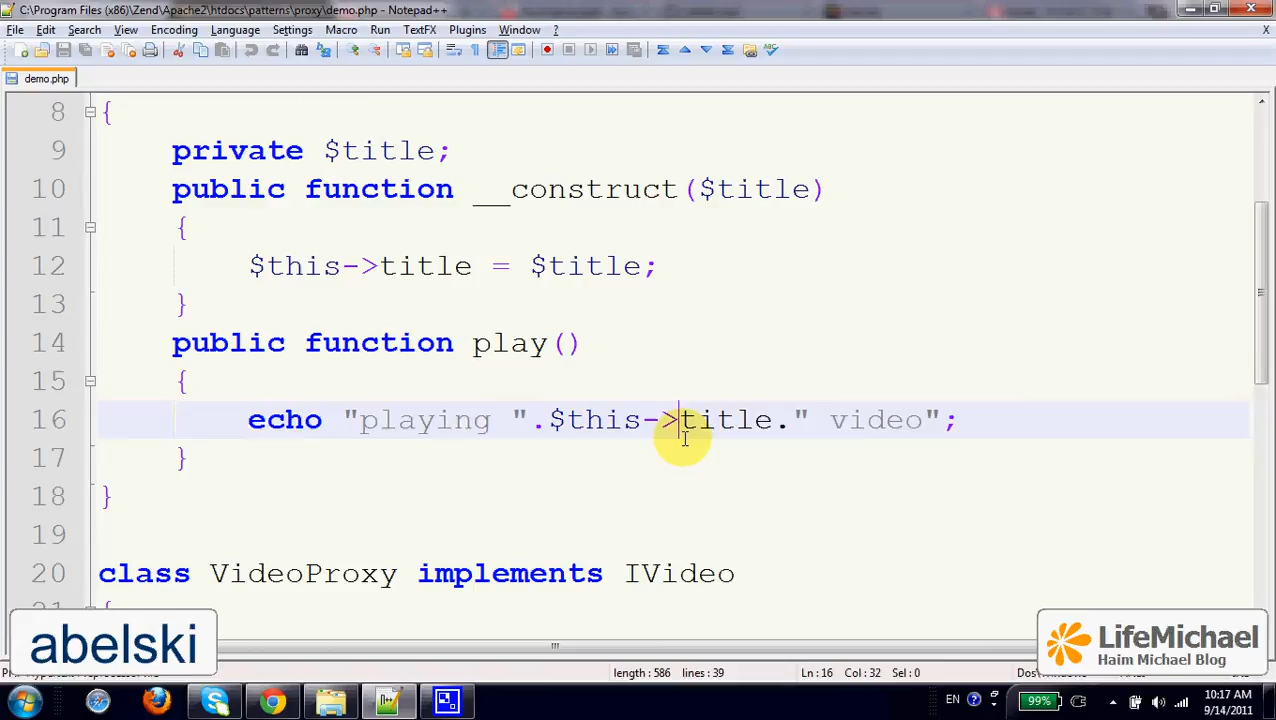 C:\Program Files (x86)\Zend\Apache2\htdocs\patterns\proxy\demo.php - Notepad++
File Edit Search View Encoding Language Settings Macro Run TextFX Plugins Window ?
X
demo.php
8 {
9 private $title;
10 public function __construct($title)
11 {
12 $this->title = $title;
13 }
14 public function play()
15 {
16 echo "playing ".$this->title." video";
17 }
18 }
19
20 class VideoProxy implements IVideo
21 {
abelski
LifeMichael
Haim Michael Blog
length : 586 lines : 39 Ln : 16 Col : 32 Sel : 0
EN
99%
10:17 AM
9/14/2011